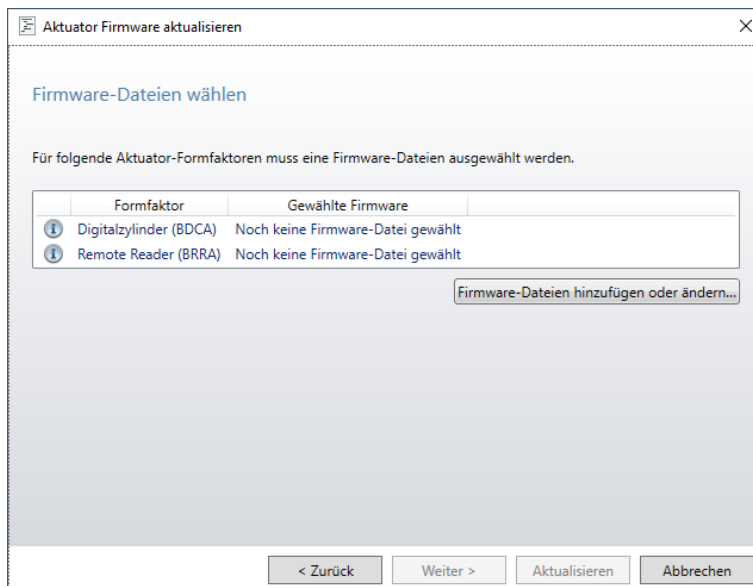 Aktuator Firmware aktualisieren
Firmware-Dateien wählen
Für folgende Aktuator-Formfaktoren muss eine Firmware-Dateien ausgewählt werden.
Formfaktor Gewählte Firmware
Digitalzylinder (BDCA) Noch keine Firmware-Datei gewählt
Remote Reader (BRRA) Noch keine Firmware-Datei gewählt
Firmware-Dateien hinzufügen oder ändern...
< Zurück Weiter > Aktualisieren Abbrechen